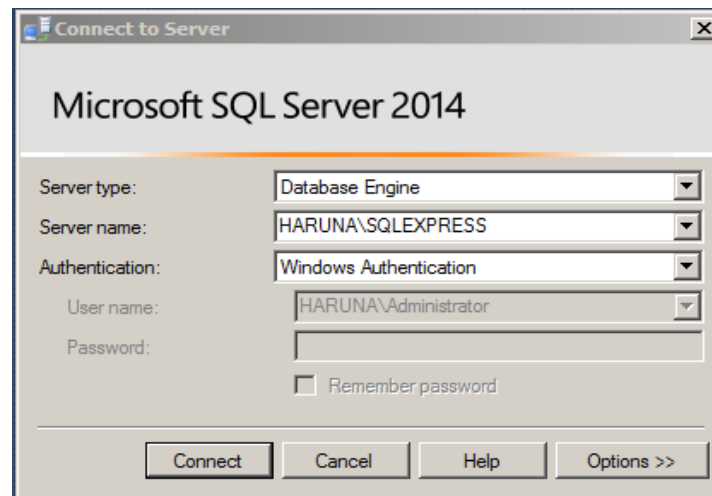 Connect to Server
Microsoft SQL Server 2014
Server type: Database Engine
Server name: HARUNA\SQLEXPRESS
Authentication: Windows Authentication
User name: HARUNA\Administrator
Password:
Remember password
Connect Cancel Help Options >>